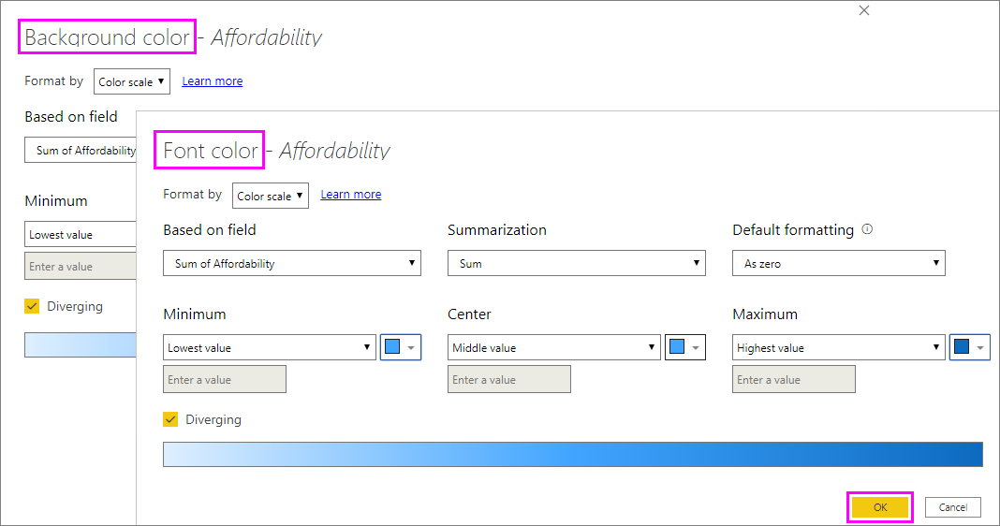 Background color - Affordability
Format by Color scale Learn more
Based on field
Sum of Affordability
Minimum
Lowest value
Enter a value
Diverging
Font color - Affordability
Format by Color scale Learn more
Based on field Summarization Default formatting
Sum of Affordability Sum As zero
Minimum Center Maximum
Lowest value Middle value Highest value
Enter a value Enter a value Enter a value
Diverging
OK Cancel